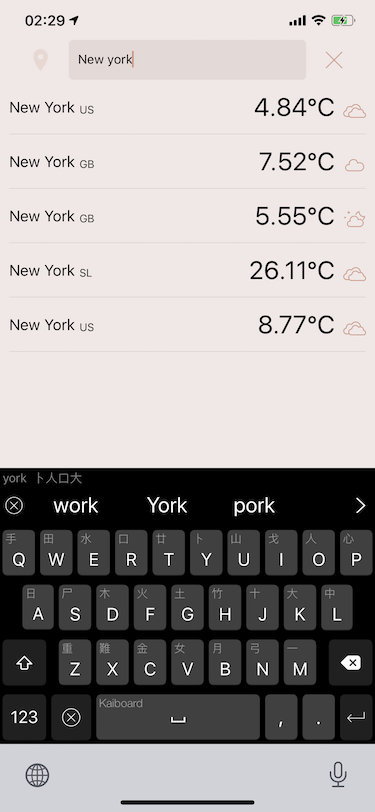 02:29
New york
New York US 4.84°C
New York GB 7.52°C
New York GB 5.55°C
New York SL 26.11°C
New York US 8.77°C
york 卜人口大
work York pork
手 田 水 口 廿 卜 山 戈 人 心
Q W E R T Y U I O P
日 尸 木 火 土 竹 十 大 中
A S D F G H J K L
重 難 金 女 月 弓 一
Z X C V B N M
Kaiboard
123 , .